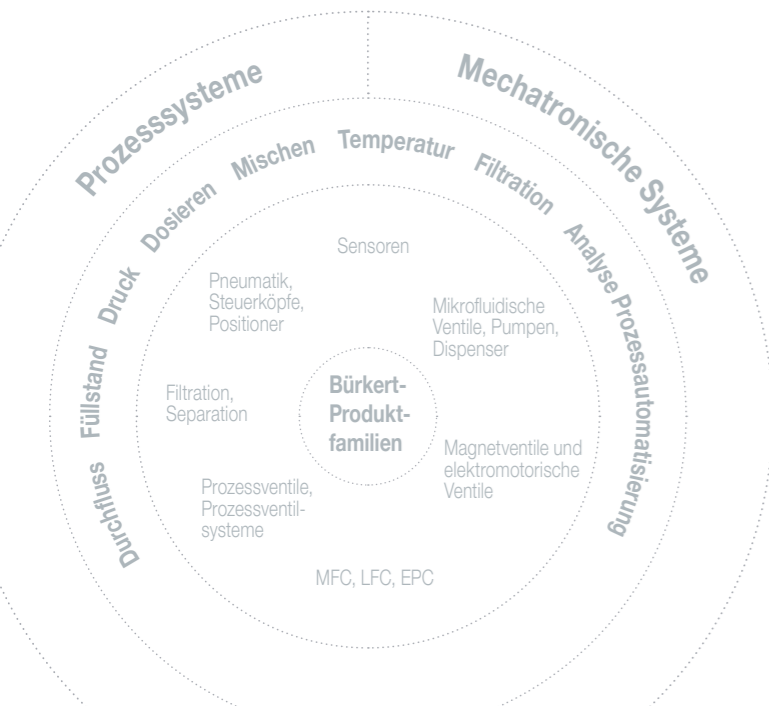 Prozesssysteme
Mechatronische Systeme
Durchfluss Füllstand Druck Dosieren Mischen Temperatur Filtration Analyse Prozessautomatisierung
Sensoren
Pneumatik,
Steuerköpfe,
Positioner
Mikrofluidische
Ventile, Pumpen,
Dispenser
Filtration,
Separation
Bürkert-
Produkt-
familien
Magnetventile und
elektromotorische
Ventile
Prozessventile,
Prozessventil-
systeme
MFC, LFC, EPC